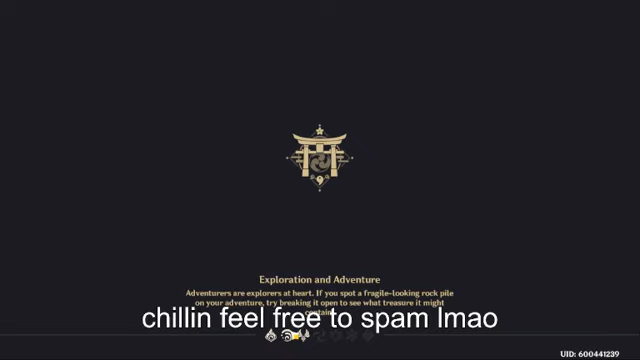 Exploration and Adventure
Adventurers are explorers at heart. If you spot a fragile-looking rock pile
on your adventure, try breaking it open to see what treasure it might
contain.
chillin feel free to spam lmao
UID: 600441239